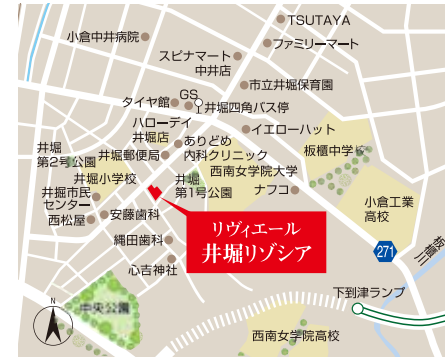 TSUTAYA
小倉中井病院
ファミリーマート
スピナマート
中井店
市立井堀保育園
GS
タイヤ館
井堀四角バス停
ハローデイ
井堀店
イエローハット
ありどめ
内科クリニック
井堀
第2号公園
井堀郵便局
板櫃中学校
西南女学院大学
井堀小学校
井堀
第1号公園
ナフコ
井掘市民
センター
小倉工業
高校
西松屋
安藤歯科
リヴィエール
井堀リゾシア
縄田歯科
271
板櫃川
心吉神社
下到津ランプ
N
中央公園
西南女学院高校